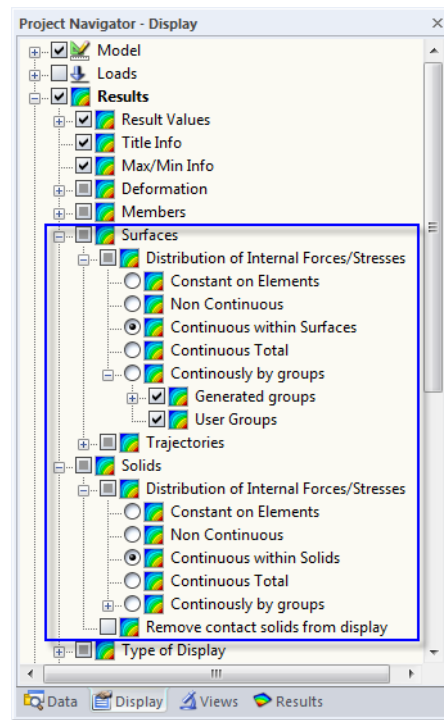 Project Navigator - Display
Model
Loads
Results
Result Values
Title Info
Max/Min Info
Deformation
Members
Surfaces
Distribution of Internal Forces/Stresses
Constant on Elements
Non Continuous
Continuous within Surfaces
Continuous Total
Continously by groups
Generated groups
User Groups
Trajectories
Solids
Distribution of Internal Forces/Stresses
Constant on Elements
Non Continuous
Continuous within Solids
Continuous Total
Continously by groups
Remove contact solids from display
Type of Display
Data Display Views Results